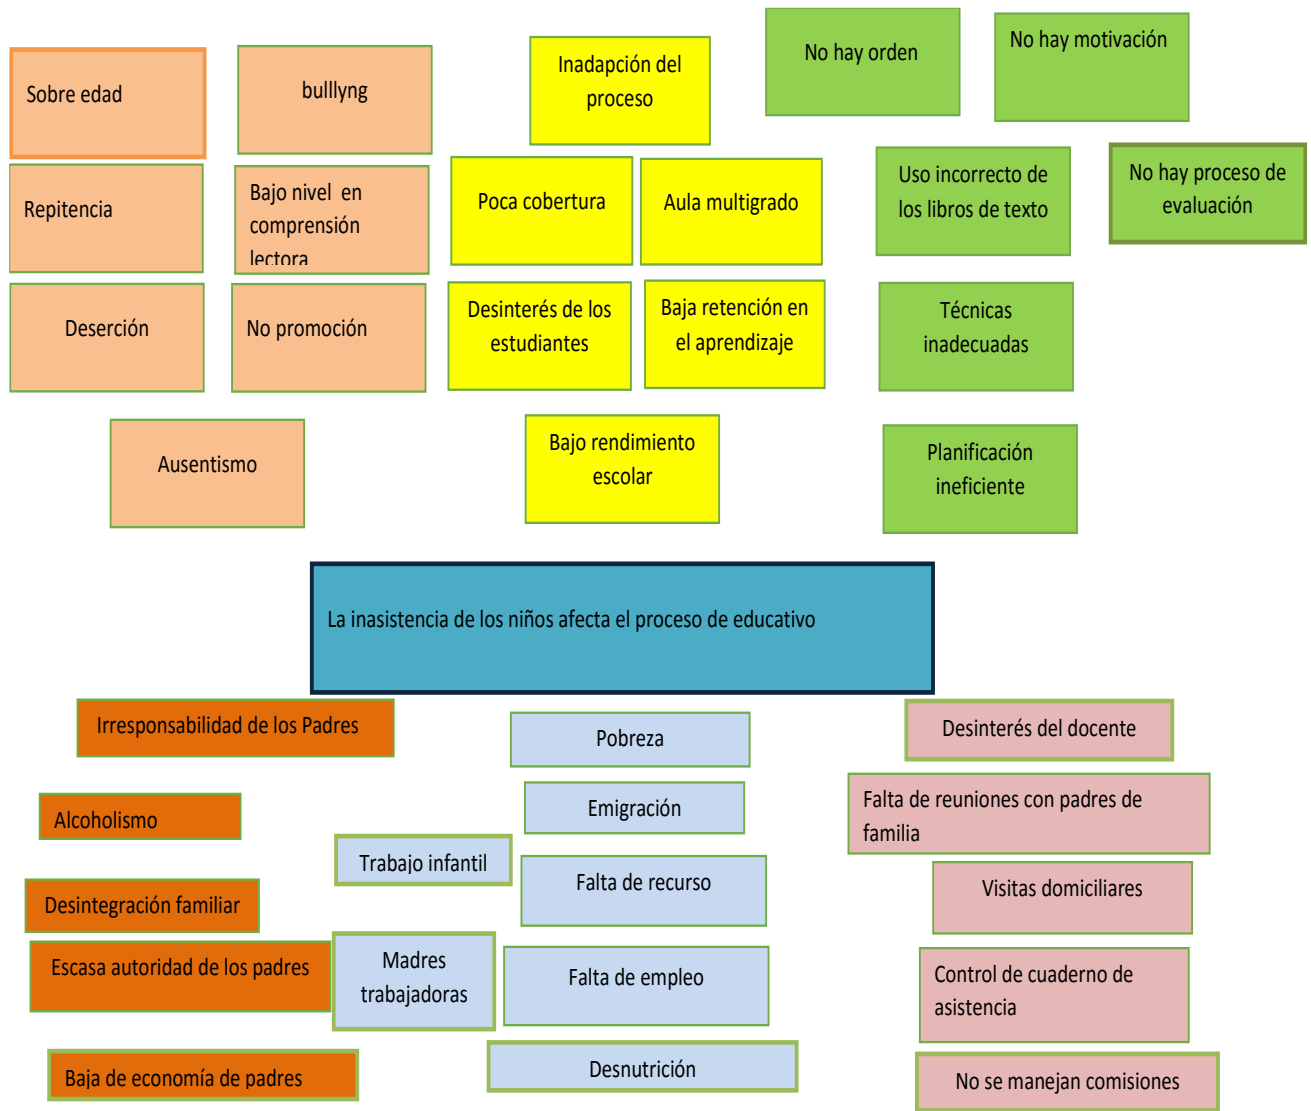 Sobre edad
bulllyng
Inadapción del
proceso
No hay orden
No hay motivación
Repitencia
Bajo nivel en
comprensión
lectora
Poca cobertura
Aula multigrado
Uso incorrecto de
los libros de texto
No hay proceso de
evaluación
Deserción
No promoción
Desinterés de los
estudiantes
Baja retención en
el aprendizaje
Técnicas
inadecuadas
Ausentismo
Bajo rendimiento
escolar
Planificación
ineficiente
La inasistencia de los niños afecta el proceso de educativo
Irresponsabilidad de los Padres
Pobreza
Desinterés del docente
Alcoholismo
Emigración
Falta de reuniones con padres de
familia
Trabajo infantil
Falta de recurso
Visitas domiciliares
Desintegración familiar
Escasa autoridad de los padres
Madres
trabajadoras
Falta de empleo
Control de cuaderno de
asistencia
Baja de economía de padres
Desnutrición
No se manejan comisiones